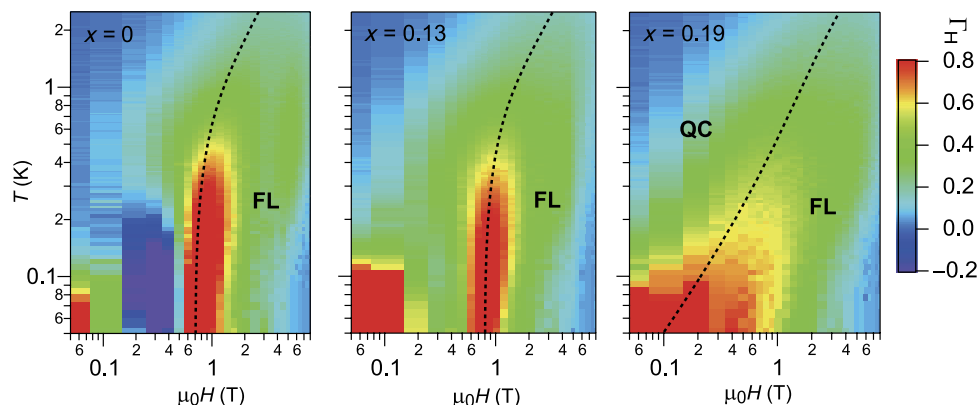 x = 0
x = 0.13
x = 0.19
Γ_H
FL
FL
QC
FL
T (K)
2
1
8
6
4
2
0.1
8
6
0.8
0.6
0.4
0.2
0.0
−0.2
6 2 4 6 2 4 6
0.1 1
μ₀H (T)
6 2 4 6 2 4 6
0.1 1
μ₀H (T)
6 2 4 6 2 4 6
0.1 1
μ₀H (T)